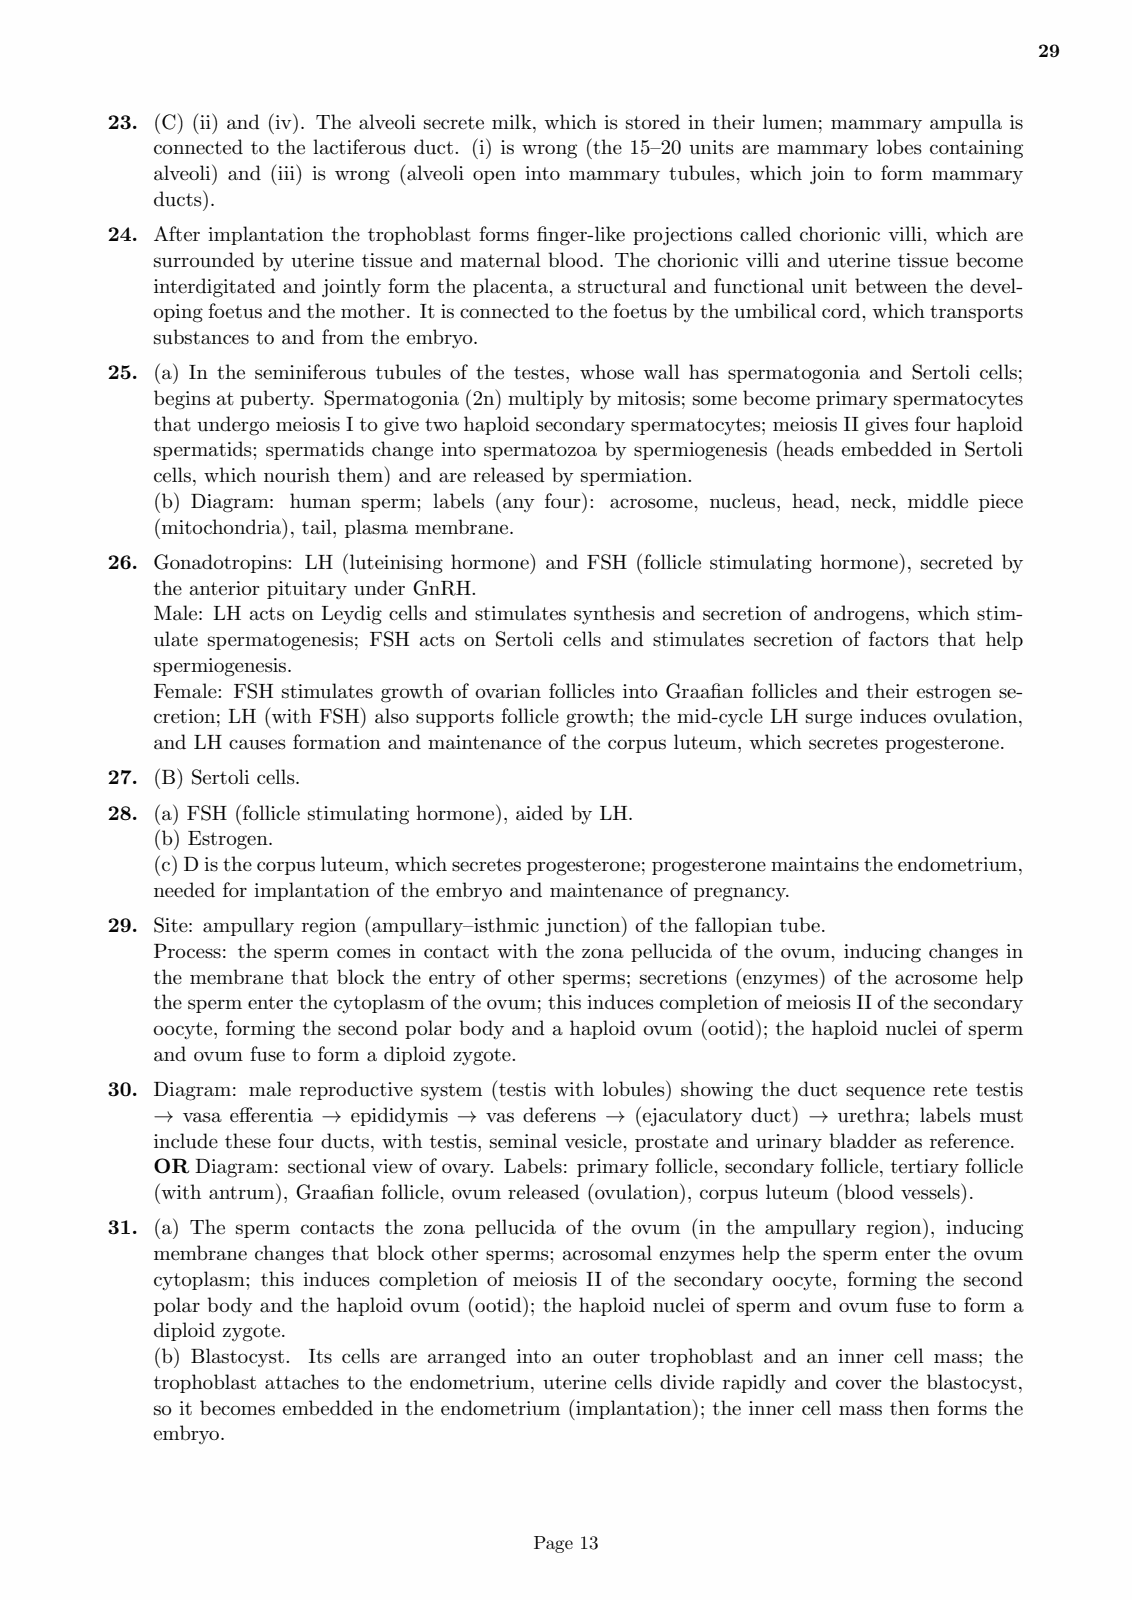 29
23. (C) (ii) and (iv). The alveoli secrete milk, which is stored in their lumen; mammary ampulla is
connected to the lactiferous duct. (i) is wrong (the 15–20 units are mammary lobes containing
alveoli) and (iii) is wrong (alveoli open into mammary tubules, which join to form mammary
ducts).
24. After implantation the trophoblast forms finger-like projections called chorionic villi, which are
surrounded by uterine tissue and maternal blood. The chorionic villi and uterine tissue become
interdigitated and jointly form the placenta, a structural and functional unit between the devel-
oping foetus and the mother. It is connected to the foetus by the umbilical cord, which transports
substances to and from the embryo.
25. (a) In the seminiferous tubules of the testes, whose wall has spermatogonia and Sertoli cells;
begins at puberty. Spermatogonia (2n) multiply by mitosis; some become primary spermatocytes
that undergo meiosis I to give two haploid secondary spermatocytes; meiosis II gives four haploid
spermatids; spermatids change into spermatozoa by spermiogenesis (heads embedded in Sertoli
cells, which nourish them) and are released by spermiation.
(b) Diagram: human sperm; labels (any four): acrosome, nucleus, head, neck, middle piece
(mitochondria), tail, plasma membrane.
26. Gonadotropins: LH (luteinising hormone) and FSH (follicle stimulating hormone), secreted by
the anterior pituitary under GnRH.
Male: LH acts on Leydig cells and stimulates synthesis and secretion of androgens, which stim-
ulate spermatogenesis; FSH acts on Sertoli cells and stimulates secretion of factors that help
spermiogenesis.
Female: FSH stimulates growth of ovarian follicles into Graafian follicles and their estrogen se-
cretion; LH (with FSH) also supports follicle growth; the mid-cycle LH surge induces ovulation,
and LH causes formation and maintenance of the corpus luteum, which secretes progesterone.
27. (B) Sertoli cells.
28. (a) FSH (follicle stimulating hormone), aided by LH.
(b) Estrogen.
(c) D is the corpus luteum, which secretes progesterone; progesterone maintains the endometrium,
needed for implantation of the embryo and maintenance of pregnancy.
29. Site: ampullary region (ampullary–isthmic junction) of the fallopian tube.
Process: the sperm comes in contact with the zona pellucida of the ovum, inducing changes in
the membrane that block the entry of other sperms; secretions (enzymes) of the acrosome help
the sperm enter the cytoplasm of the ovum; this induces completion of meiosis II of the secondary
oocyte, forming the second polar body and a haploid ovum (ootid); the haploid nuclei of sperm
and ovum fuse to form a diploid zygote.
30. Diagram: male reproductive system (testis with lobules) showing the duct sequence rete testis
→ vasa efferentia → epididymis → vas deferens → (ejaculatory duct) → urethra; labels must
include these four ducts, with testis, seminal vesicle, prostate and urinary bladder as reference.
OR Diagram: sectional view of ovary. Labels: primary follicle, secondary follicle, tertiary follicle
(with antrum), Graafian follicle, ovum released (ovulation), corpus luteum (blood vessels).
31. (a) The sperm contacts the zona pellucida of the ovum (in the ampullary region), inducing
membrane changes that block other sperms; acrosomal enzymes help the sperm enter the ovum
cytoplasm; this induces completion of meiosis II of the secondary oocyte, forming the second
polar body and the haploid ovum (ootid); the haploid nuclei of sperm and ovum fuse to form a
diploid zygote.
(b) Blastocyst. Its cells are arranged into an outer trophoblast and an inner cell mass; the
trophoblast attaches to the endometrium, uterine cells divide rapidly and cover the blastocyst,
so it becomes embedded in the endometrium (implantation); the inner cell mass then forms the
embryo.
Page 13